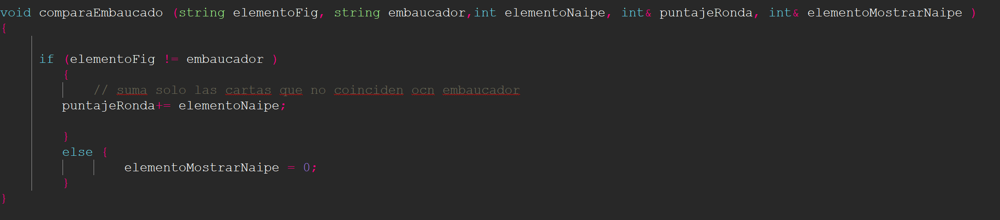 void comparaEmbaucado (string elementoFig, string embaucador,int elementoNaipe, int& puntajeRonda, int& elementoMostrarNaipe )
{
if (elementoFig != embaucador )
{
// suma solo las cartas que no coinciden ocn embaucador
puntajeRonda+= elementoNaipe;
}
else {
elementoMostrarNaipe = 0;
}
}